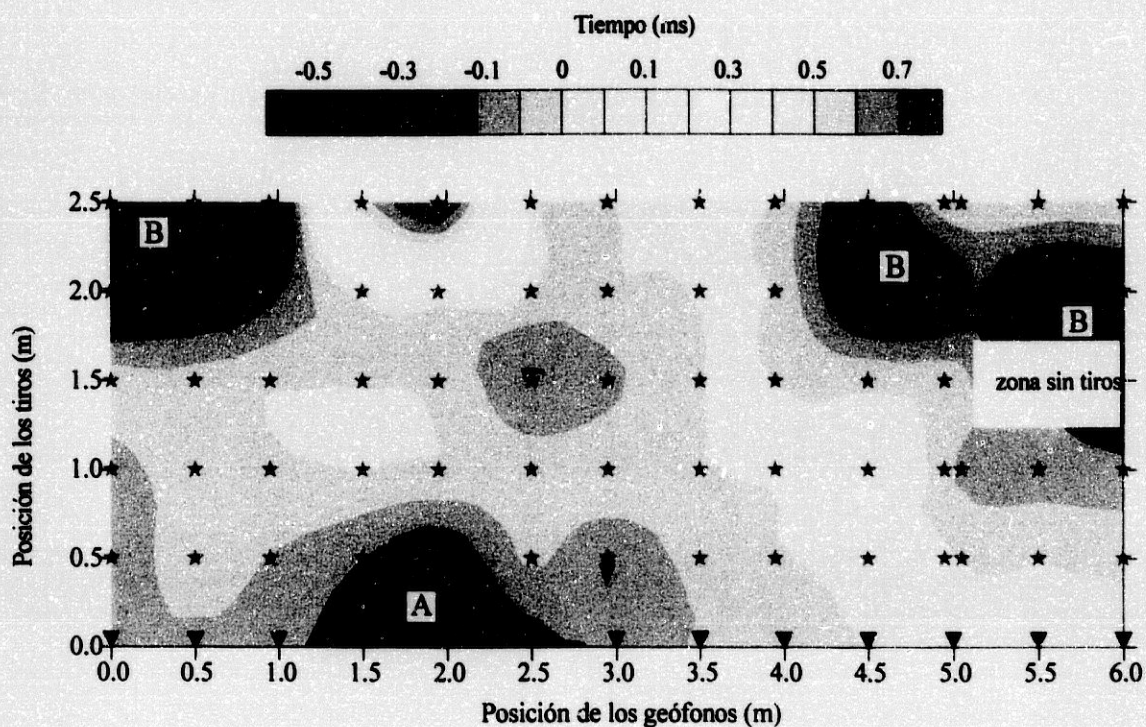 Tiempo (ms)
-0.5 -0.3 -0.1 0 0.1 0.3 0.5 0.7
2.5
B
B
2.0
B
1.5
zona sin tiros
1.0
0.5
A
0.0
0.0 0.5 1.0 1.5 2.0 2.5 3.0 3.5 4.0 4.5 5.0 5.5 6.0
Posición de los tiros (m)
Posición de los geófonos (m)